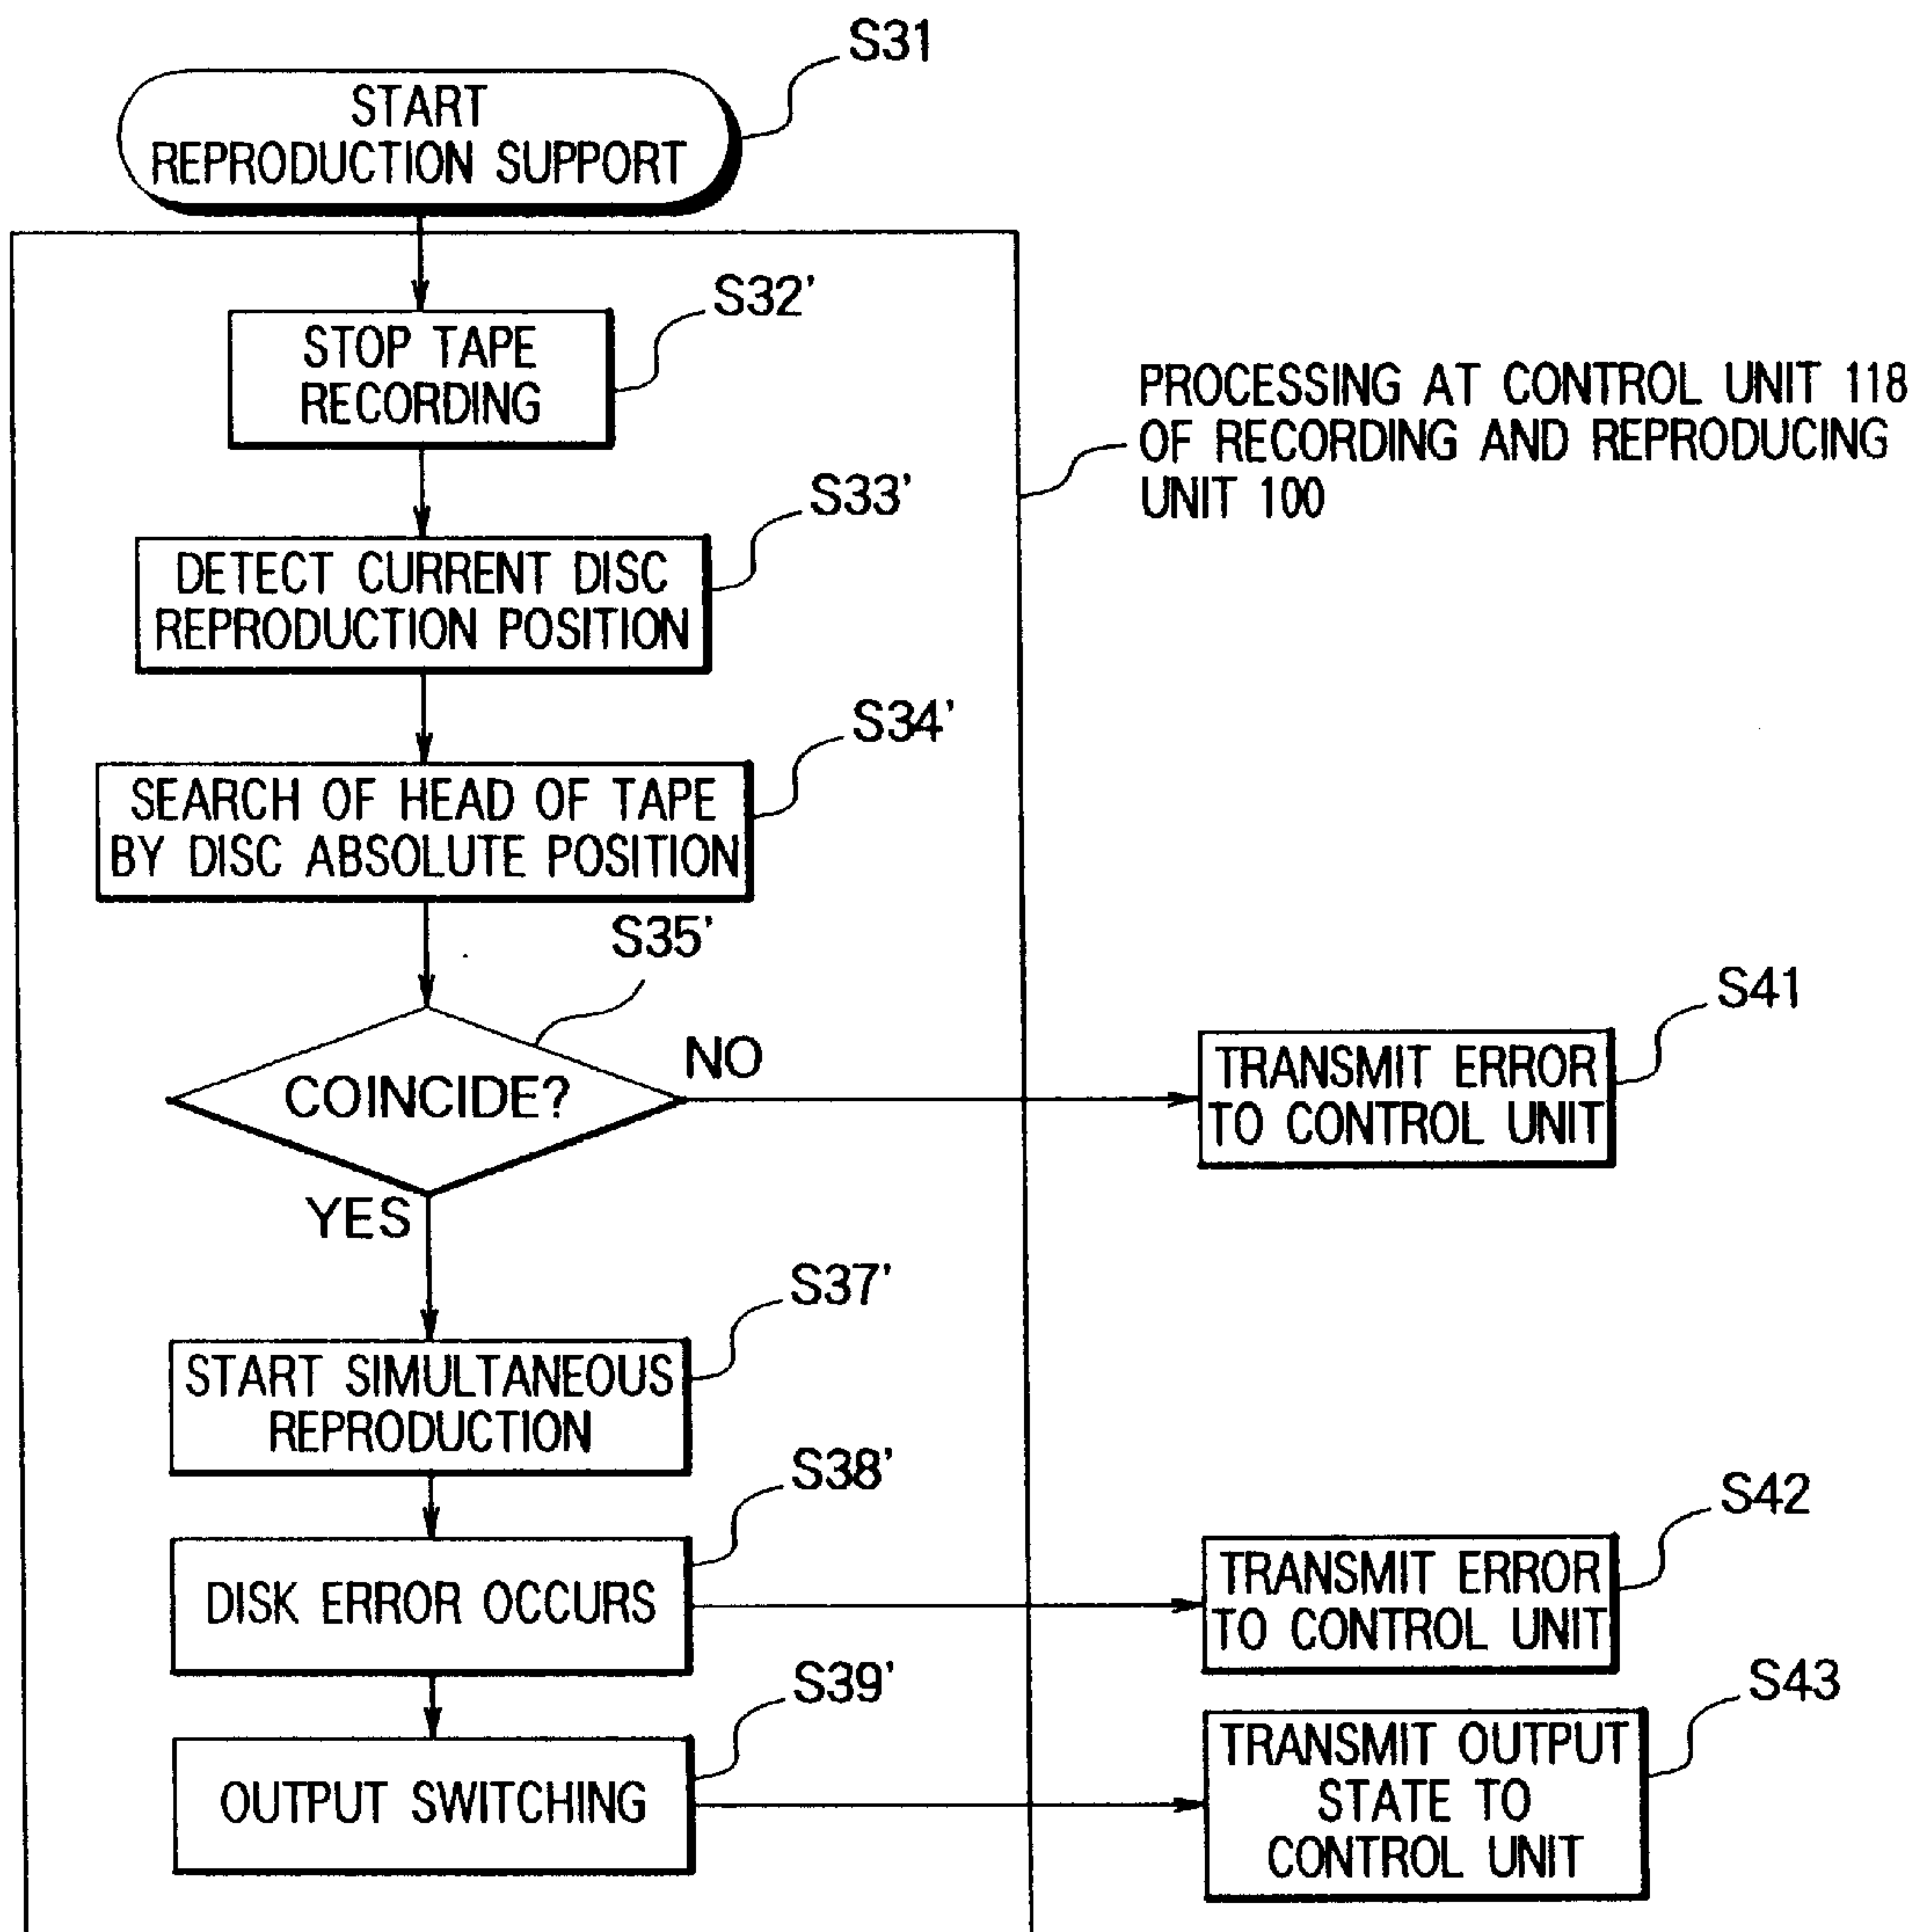 S31
START
REPRODUCTION SUPPORT
S32'
STOP TAPE
RECORDING
PROCESSING AT CONTROL UNIT 118
OF RECORDING AND REPRODUCING
UNIT 100
S33'
DETECT CURRENT DISC
REPRODUCTION POSITION
S34'
SEARCH OF HEAD OF TAPE
BY DISC ABSOLUTE POSITION
S35'
COINCIDE?
NO
YES
S41
TRANSMIT ERROR
TO CONTROL UNIT
S37'
START SIMULTANEOUS
REPRODUCTION
S38'
DISK ERROR OCCURS
S42
TRANSMIT ERROR
TO CONTROL UNIT
S39'
OUTPUT SWITCHING
S43
TRANSMIT OUTPUT
STATE TO
CONTROL UNIT